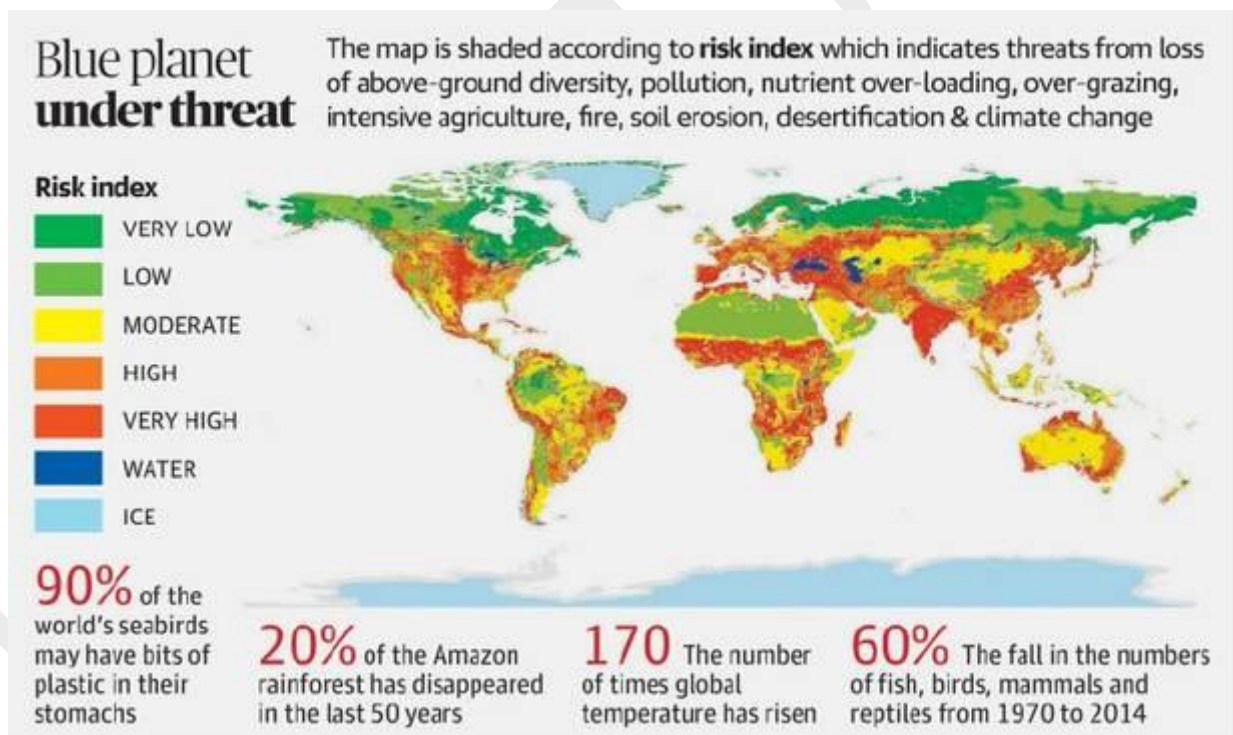 Blue planet
under threat
The map is shaded according to risk index which indicates threats from loss
of above-ground diversity, pollution, nutrient over-loading, over-grazing,
intensive agriculture, fire, soil erosion, desertification & climate change
Risk index
VERY LOW
LOW
MODERATE
HIGH
VERY HIGH
WATER
ICE
90% of the
world's seabirds
may have bits of
plastic in their
stomachs
20% of the Amazon
rainforest has disappeared
in the last 50 years
170 The number
of times global
temperature has risen
60% The fall in the numbers
of fish, birds, mammals and
reptiles from 1970 to 2014